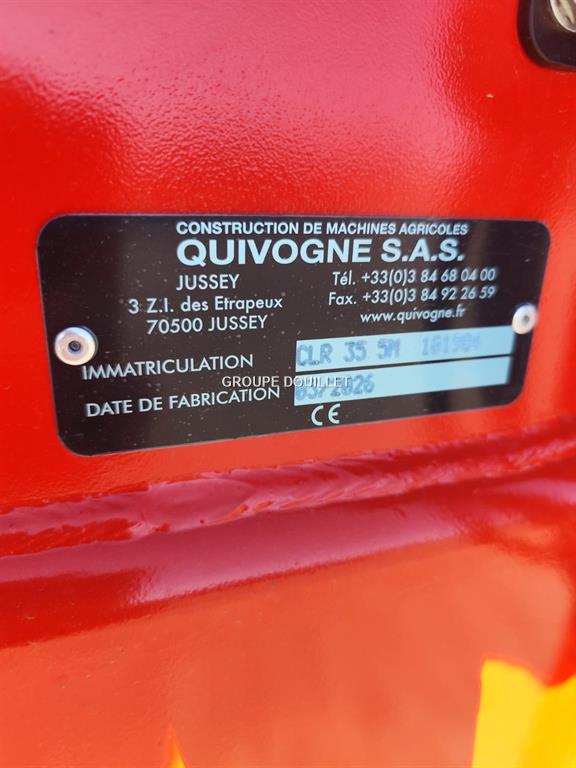 CONSTRUCTION DE MACHINES AGRICOLES
QUIVOGNE S.A.S.
JUSSEY
3 Z.I. des Etrapeux
70500 JUSSEY
Tél. +33(0)3 84 68 04 00
Fax. +33(0)3 84 92 26 59
www.quivogne.fr
IMMATRICULATION CLR 35 5M
GROUPE DOUILLET
DATE DE FABRICATION 03/2026
CE